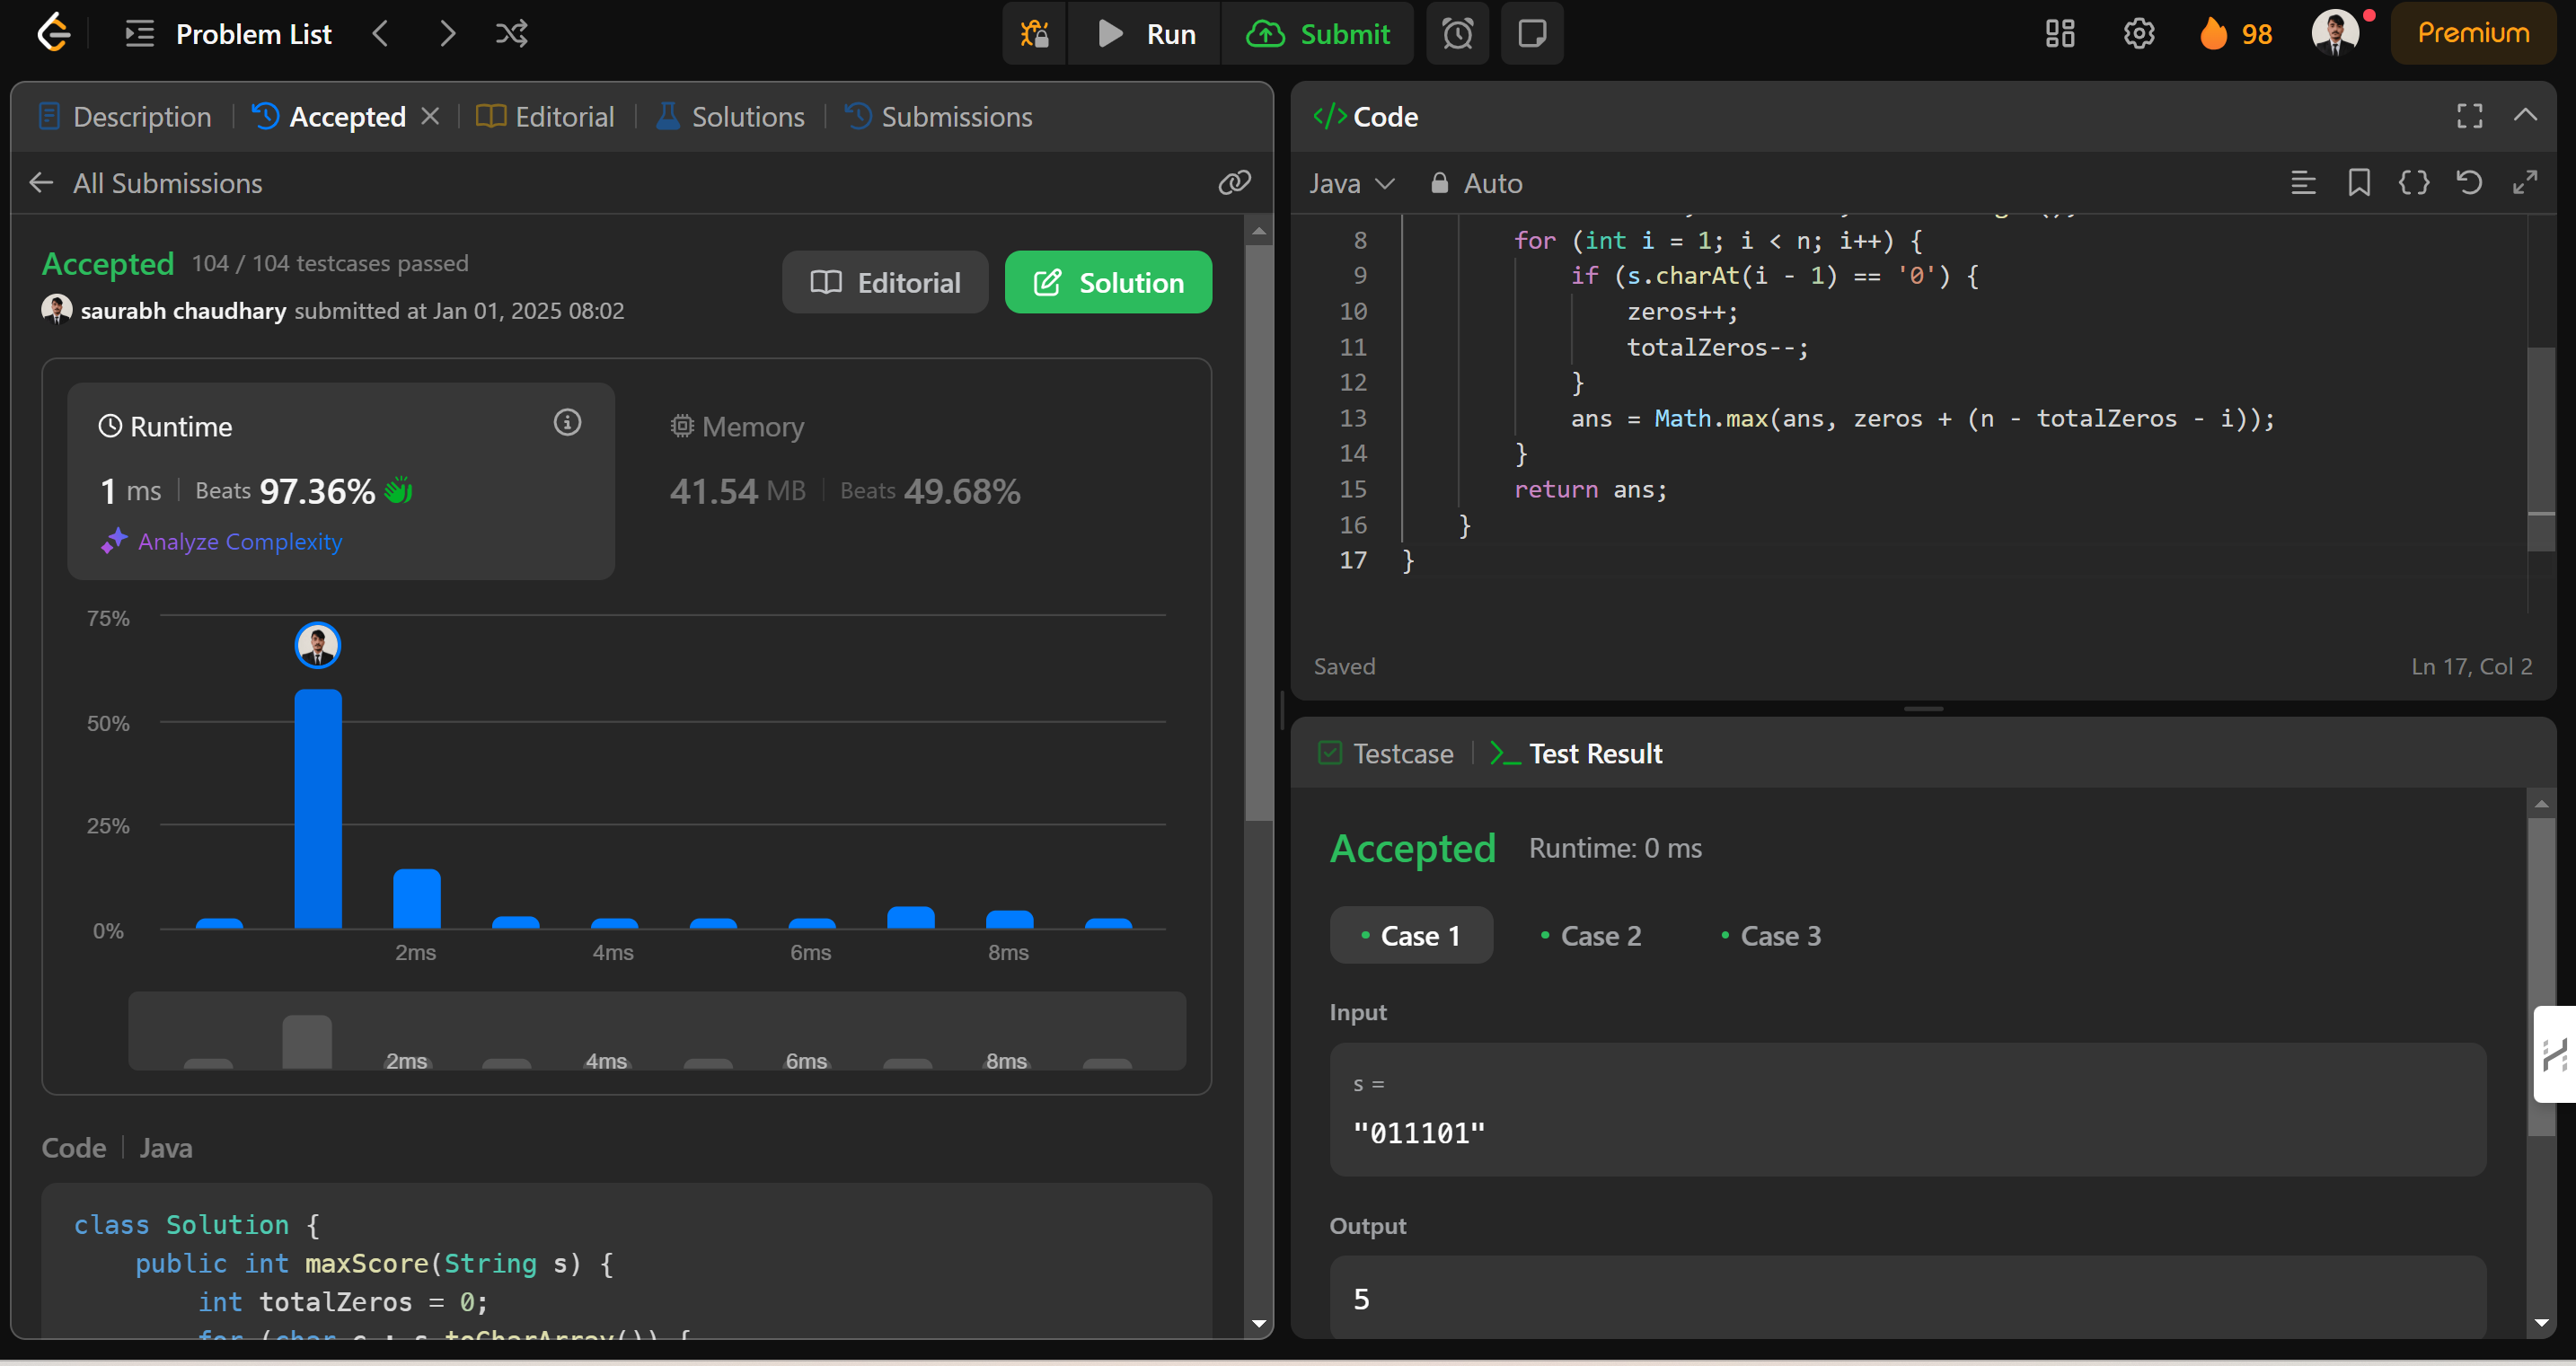 Problem List
Run
Submit
98
Premium
Description
Accepted
Editorial
Solutions
Submissions
All Submissions
Accepted 104 / 104 testcases passed
saurabh chaudhary submitted at Jan 01, 2025 08:02
Editorial
Solution
Runtime
1 ms Beats 97.36%
Analyze Complexity
Memory
41.54 MB Beats 49.68%
75%
50%
25%
0%
2ms 4ms 6ms 8ms
2ms 4ms 6ms 8ms
Code Java
class Solution {
public int maxScore(String s) {
int totalZeros = 0;
for (char c : s.toCharArray()) {
</> Code
Java Auto
8 for (int i = 1; i < n; i++) {
9 if (s.charAt(i - 1) == '0') {
10 zeros++;
11 totalZeros--;
12 }
13 ans = Math.max(ans, zeros + (n - totalZeros - i));
14 }
15 return ans;
16 }
17 }
Saved
Ln 17, Col 2
Testcase
Test Result
Accepted Runtime: 0 ms
Case 1 Case 2 Case 3
Input
s =
"011101"
Output
5